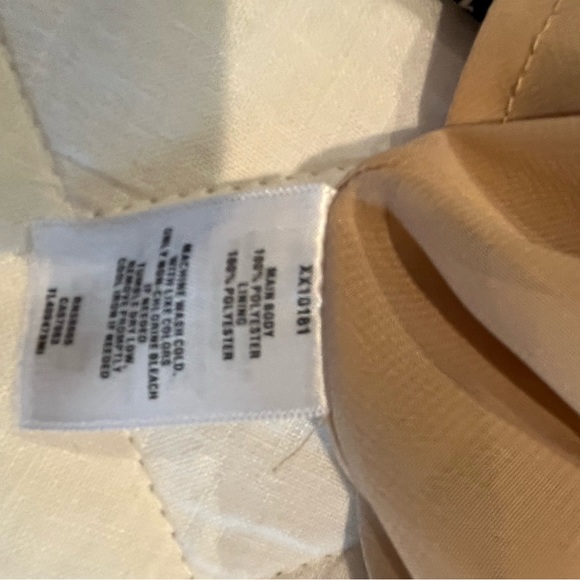 XX10181
MAIN BODY
100% POLYESTER
LINING
100% POLYESTER
MACHINE WASH COLD,
WITH LIKE COLORS
ONLY NON-CHLORINE BLEACH
IF NEEDED
TUMBLE DRY LOW,
REMOVE PROMPTLY
COOL IRON IF NEEDED